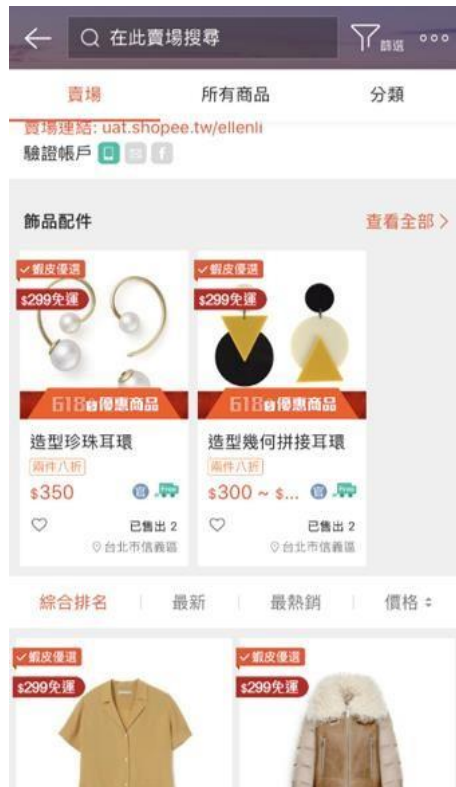 在此賣場搜尋
篩選
賣場
所有商品
分類
賣場連結: uat.shopee.tw/ellenli
驗證帳戶
飾品配件
查看全部
蝦皮優選
$299免運
618優惠商品
造型珍珠耳環
兩件八折
$350
官
已售出 2
台北市信義區
蝦皮優選
$299免運
618優惠商品
造型幾何拼接耳環
兩件八折
$300 ~ $...
官
已售出 2
台北市信義區
綜合排名
最新
最熱銷
價格
蝦皮優選
$299免運
蝦皮優選
$299免運